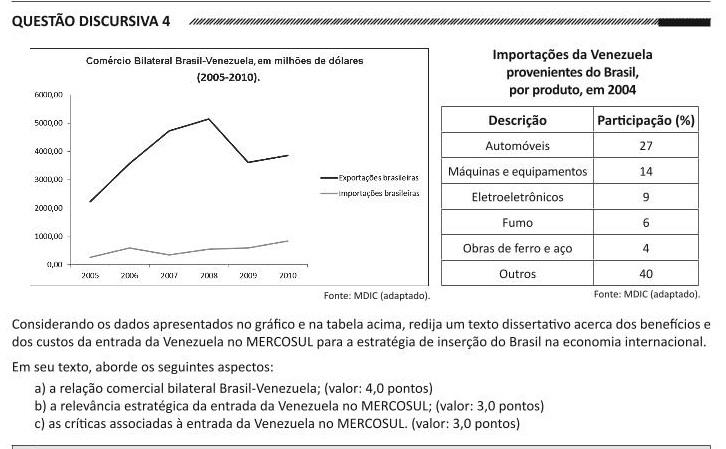 QUESTÃO DISCURSIVA 4
Comércio Bilateral Brasil-Venezuela, em milhões de dólares
(2005-2010).
6000,00
5000,00
4000,00
3000,00
2000,00
1000,00
0,00
2005 2006 2007 2008 2009 2010
Exportações brasileiras
Importações brasileiras
Fonte: MDIC (adaptado).
Importações da Venezuela
provenientes do Brasil,
por produto, em 2004
Descrição Participação (%)
Automóveis 27
Máquinas e equipamentos 14
Eletroeletrônicos 9
Fumo 6
Obras de ferro e aço 4
Outros 40
Fonte: MDIC (adaptado).
Considerando os dados apresentados no gráfico e na tabela acima, redija um texto dissertativo acerca dos benefícios e
dos custos da entrada da Venezuela no MERCOSUL para a estratégia de inserção do Brasil na economia internacional.
Em seu texto, aborde os seguintes aspectos:
a) a relação comercial bilateral Brasil-Venezuela; (valor: 4,0 pontos)
b) a relevância estratégica da entrada da Venezuela no MERCOSUL; (valor: 3,0 pontos)
c) as críticas associadas à entrada da Venezuela no MERCOSUL. (valor: 3,0 pontos)